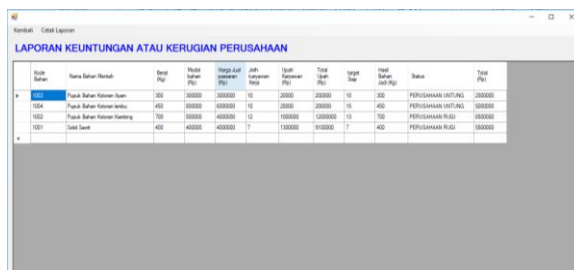 Kembali Cetak Laporan
LAPORAN KEUNTUNGAN ATAU KERUGIAN PERUSAHAAN
Kode Bahan Nama Bahan Mentah Berat (Kg) Modal bahan (Rp) Harga Jual pasaran (Rp) Jmlh karyawan Kerja Upah Karyawan (Rp) Total Upah (Rp) target Siap Hasil Bahan Jadi (Kg) Status Total (Rp)
1003 Pupuk Bahan Kotoran Ayam 300 300000 3000000 10 20000 200000 10 300 PERUSAHAAN UNTUNG 2500000
1004 Pupuk Bahan Kotoran lembu 450 800000 6000000 10 20000 200000 15 450 PERUSAHAAN UNTUNG 5000000
1002 Pupuk Bahan Kotoran Kambing 700 500000 4000000 12 1000000 12000000 13 700 PERUSAHAAN RUGI 8500000
1001 Solid Sawit 400 400000 4000000 7 1300000 9100000 7 400 PERUSAHAAN RUGI 5500000